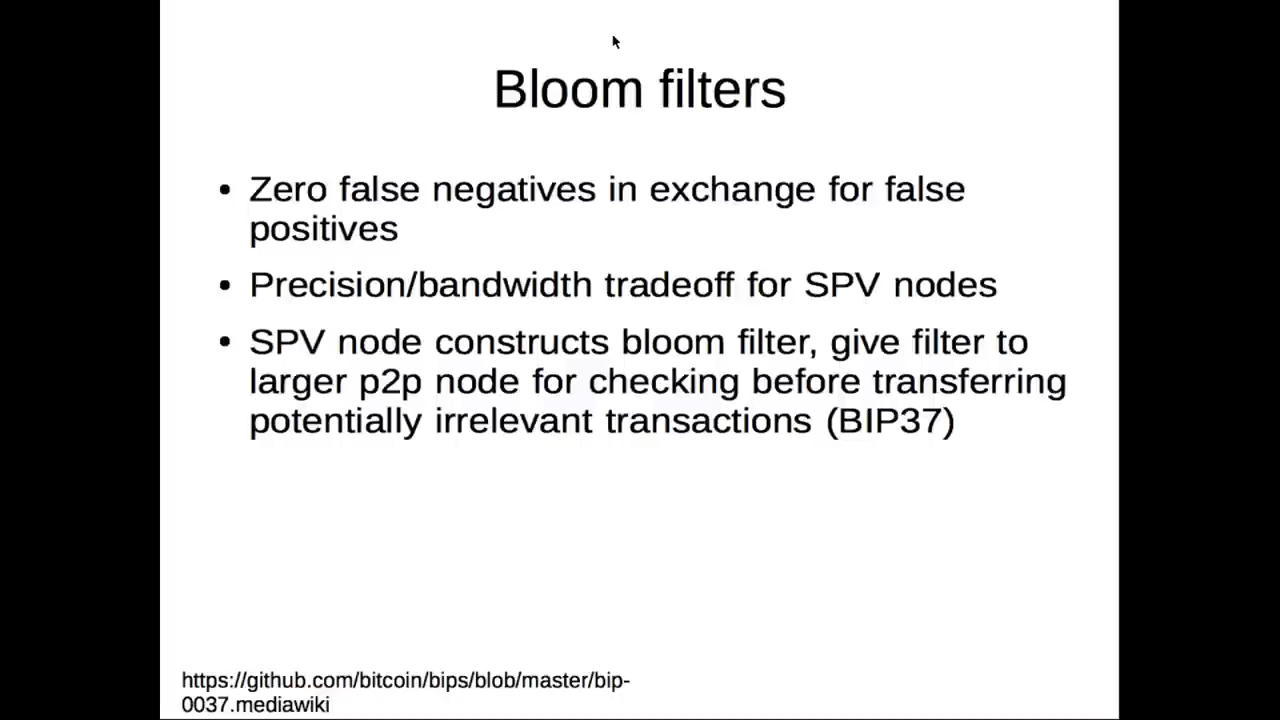 Bloom filters
• Zero false negatives in exchange for false
positives
• Precision/bandwidth tradeoff for SPV nodes
• SPV node constructs bloom filter, give filter to
larger p2p node for checking before transferring
potentially irrelevant transactions (BIP37)
https://github.com/bitcoin/bips/blob/master/bip-
0037.mediawiki